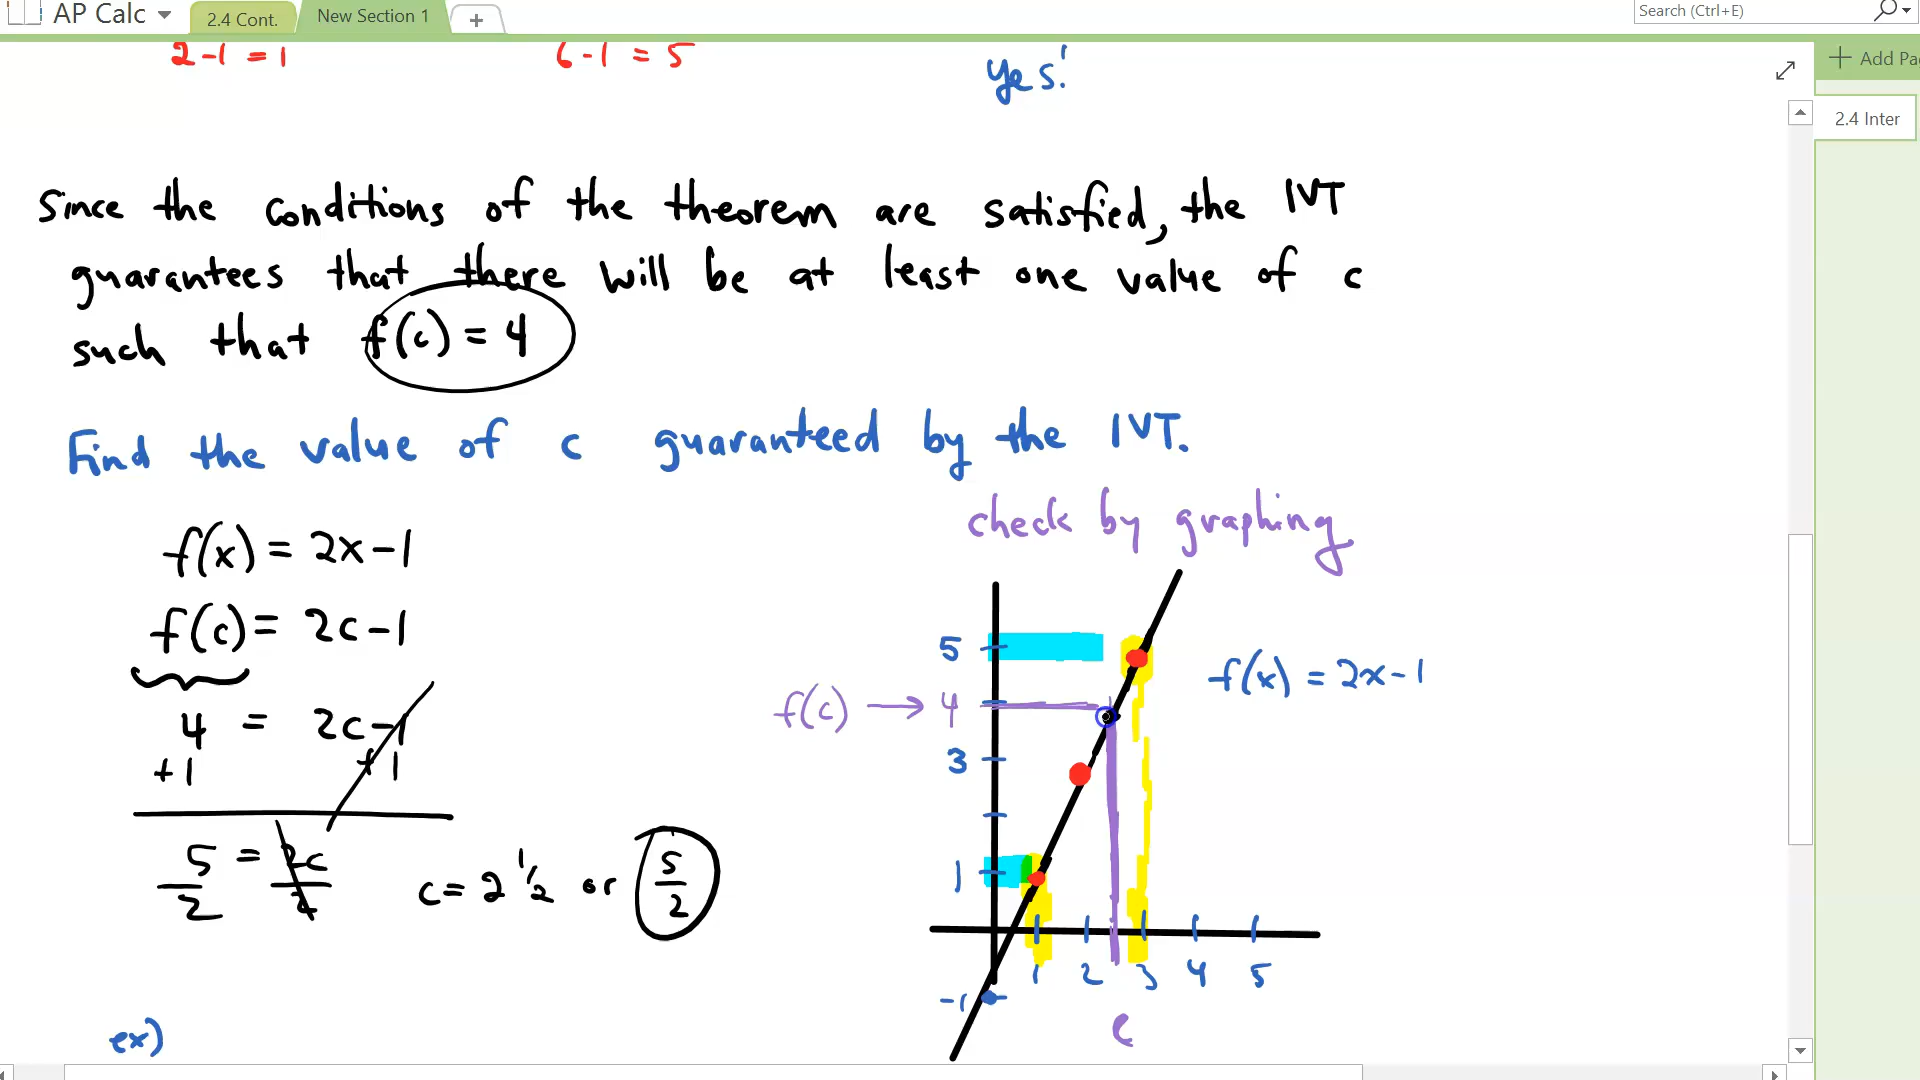 AP Calc 2.4 Cont. New Section 1 +
Search (Ctrl+E)
Add Pa
2.4 Inter
2-1 = 1
6-1 = 5
yes!
Since the conditions of the theorem are satisfied, the IVT
guarantees that there will be at least one value of c
such that f(c) = 4
Find the value of c guaranteed by the IVT.
check by graphing
f(x) = 2x-1
f(c) = 2c-1
4 = 2c-1
+1 +1
5 = 2c
2 2
c = 2 1/2 or 5/2
f(x) = 2x-1
5
f(c) → 4
3
1
-1
1 2 3 4 5
c
ex)